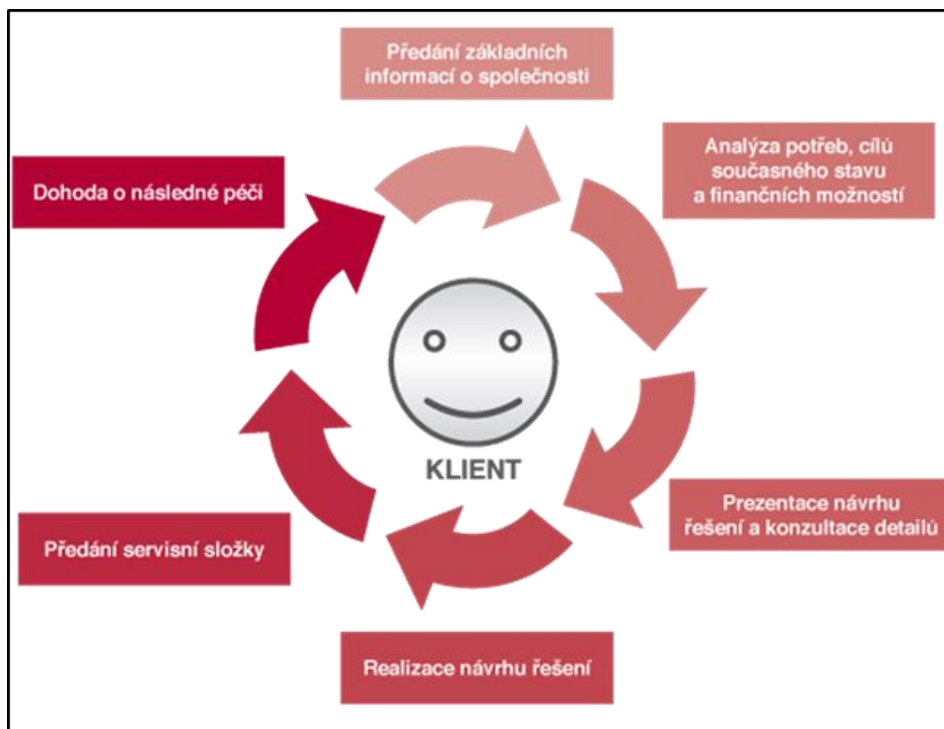 Předání základních
informací o společnosti
Analýza potřeb, cílů
současného stavu
a finančních možností
Prezentace návrhu
řešení a konzultace detailů
Realizace návrhu řešení
Předání servisní složky
Dohoda o následné péči
KLIENT